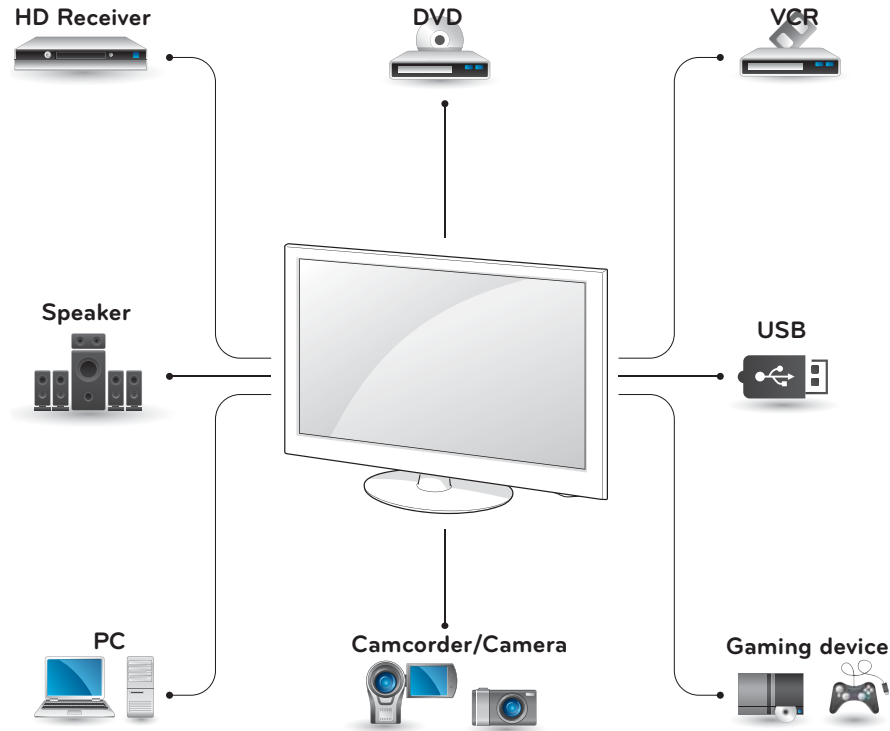 HD Receiver
DVD
VCR
Speaker
USB
PC
Camcorder/Camera
Gaming device